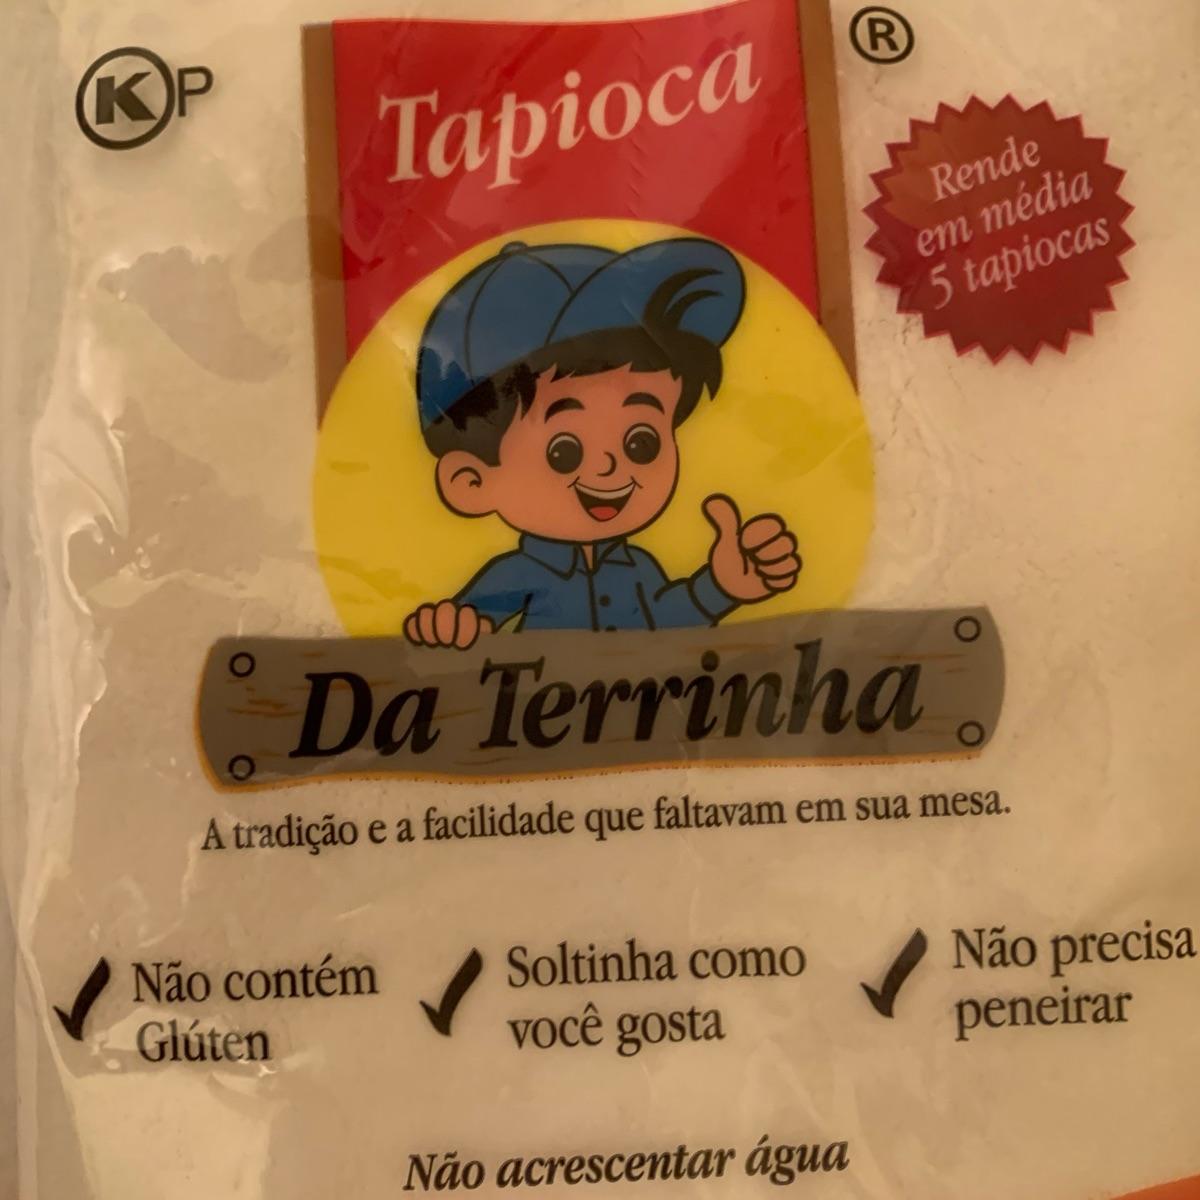 KP
Tapioca
®
Rende
em média
5 tapiocas
Da Terrinha
A tradição e a facilidade que faltavam em sua mesa.
Não contém
Glúten
Soltinha como
você gosta
Não precisa
peneirar
Não acrescentar água